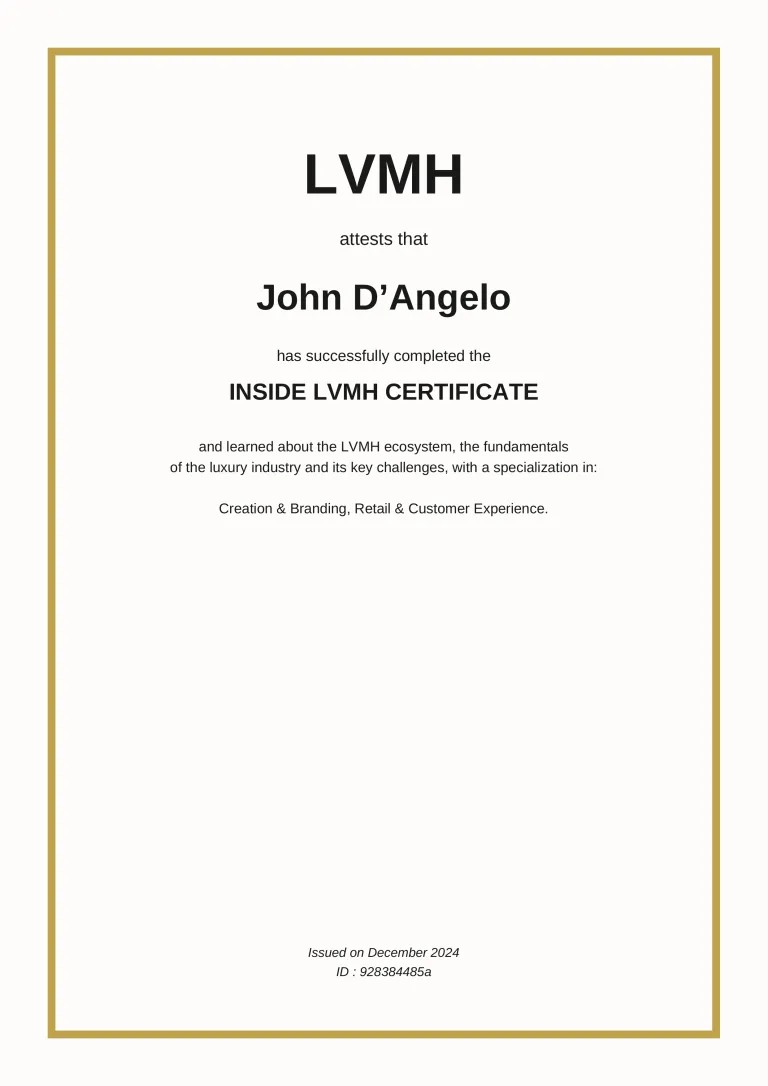 LVMH
attests that
John D’Angelo
has successfully completed the
INSIDE LVMH CERTIFICATE
and learned about the LVMH ecosystem, the fundamentals
of the luxury industry and its key challenges, with a specialization in:
Creation & Branding, Retail & Customer Experience.
Issued on December 2024
ID : 928384485a